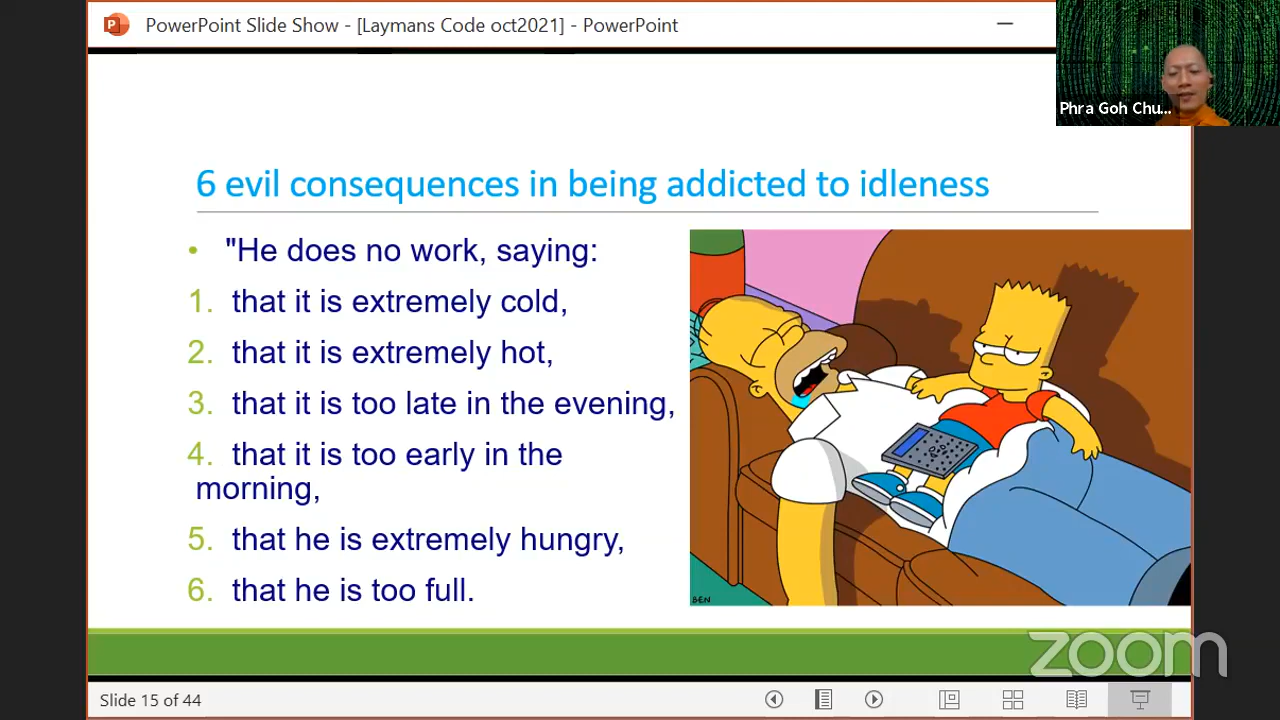 PowerPoint Slide Show - [Laymans Code oct2021] - PowerPoint
Phra Goh Chu...
6 evil consequences in being addicted to idleness
• "He does no work, saying:
1. that it is extremely cold,
2. that it is extremely hot,
3. that it is too late in the evening,
4. that it is too early in the
morning,
5. that he is extremely hungry,
6. that he is too full.
BEN
zoom
Slide 15 of 44